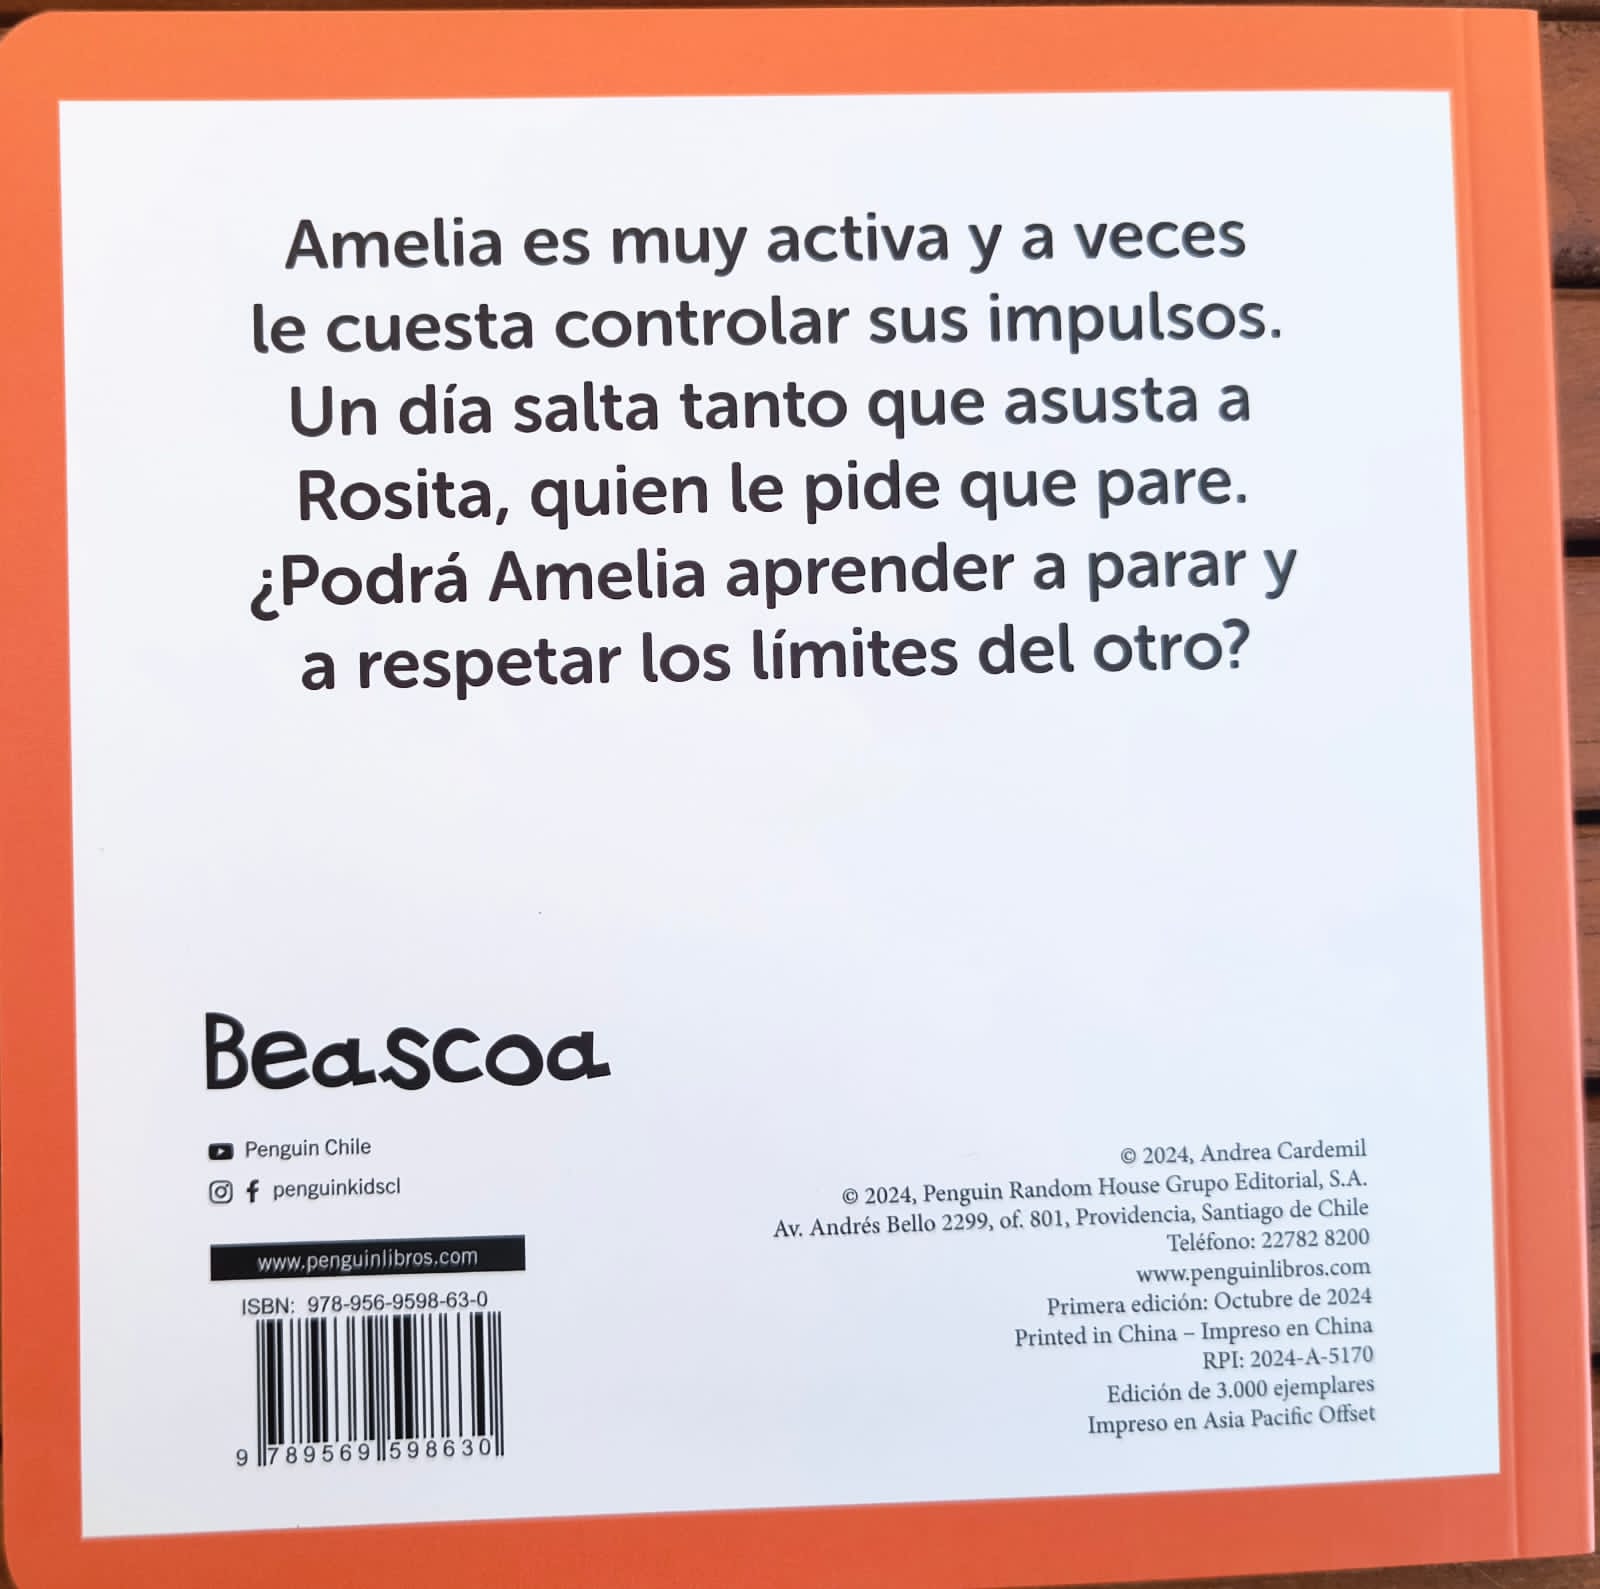 Amelia es muy activa y a veces
le cuesta controlar sus impulsos.
Un día salta tanto que asusta a
Rosita, quien le pide que pare.
¿Podrá Amelia aprender a parar y
a respetar los límites del otro?
Beascoa
Penguin Chile
penguinkidscl
www.penguinlibros.com
ISBN: 978-956-9598-63-0
9 789569 598630
© 2024, Andrea Cardemil
© 2024, Penguin Random House Grupo Editorial, S.A.
Av. Andrés Bello 2299, of. 801, Providencia, Santiago de Chile
Teléfono: 22782 8200
www.penguinlibros.com
Primera edición: Octubre de 2024
Printed in China – Impreso en China
RPI: 2024-A-5170
Edición de 3.000 ejemplares
Impreso en Asia Pacific Offset